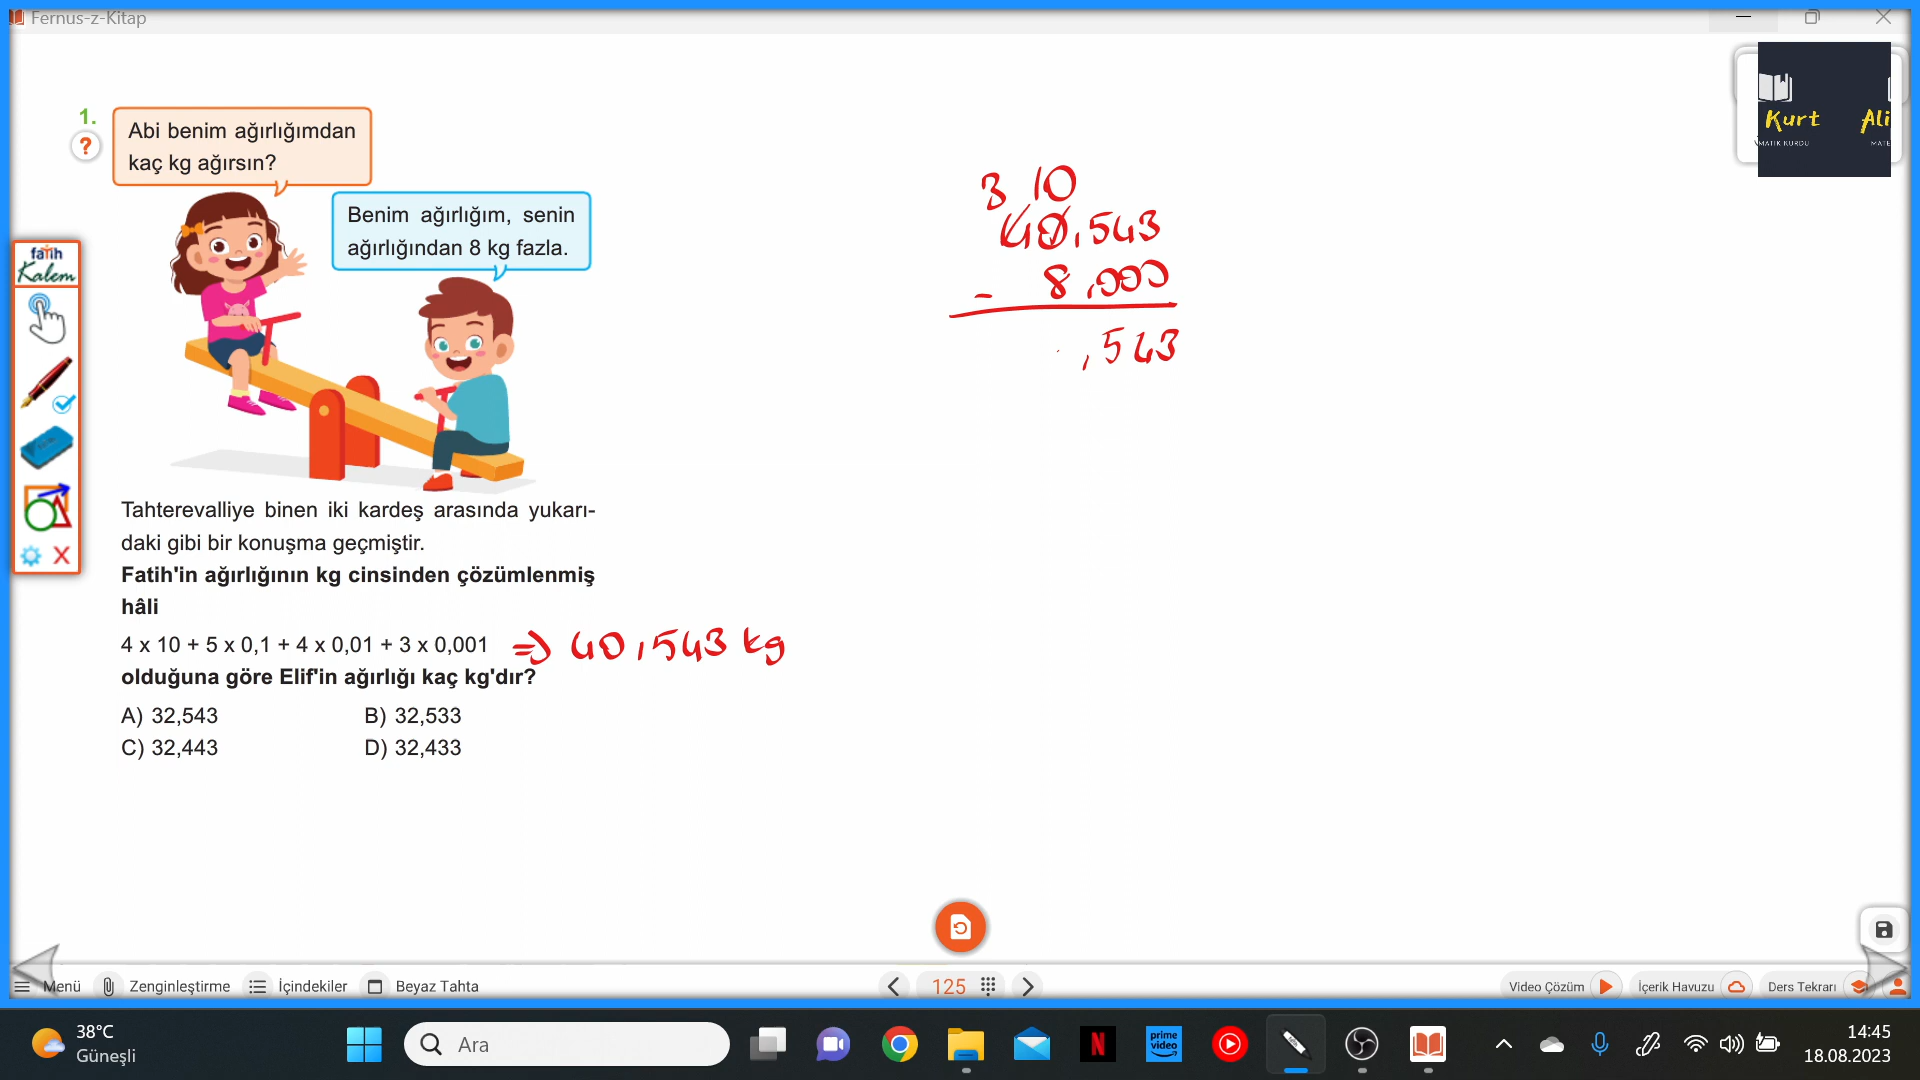 Fernus-z-Kitap
Kurt
Ali
MATİK KURDU
MATE
1.
?
Abi benim ağırlığımdan
kaç kg ağırsın?
Benim ağırlığım, senin
ağırlığından 8 kg fazla.
fatih
Kalem
3 10
40,543
- 8,000
,543
Tahterevalliye binen iki kardeş arasında yukarı-
daki gibi bir konuşma geçmiştir.
Fatih'in ağırlığının kg cinsinden çözümlenmiş
hâli
4 x 10 + 5 x 0,1 + 4 x 0,01 + 3 x 0,001 => 40,543 kg
olduğuna göre Elif'in ağırlığı kaç kg'dır?
A) 32,543 B) 32,533
C) 32,443 D) 32,433
Menü Zenginleştirme İçindekiler Beyaz Tahta 125 Video Çözüm İçerik Havuzu Ders Tekrarı
38°C
Güneşli
Ara
N
prime
video
14:45
18.08.2023